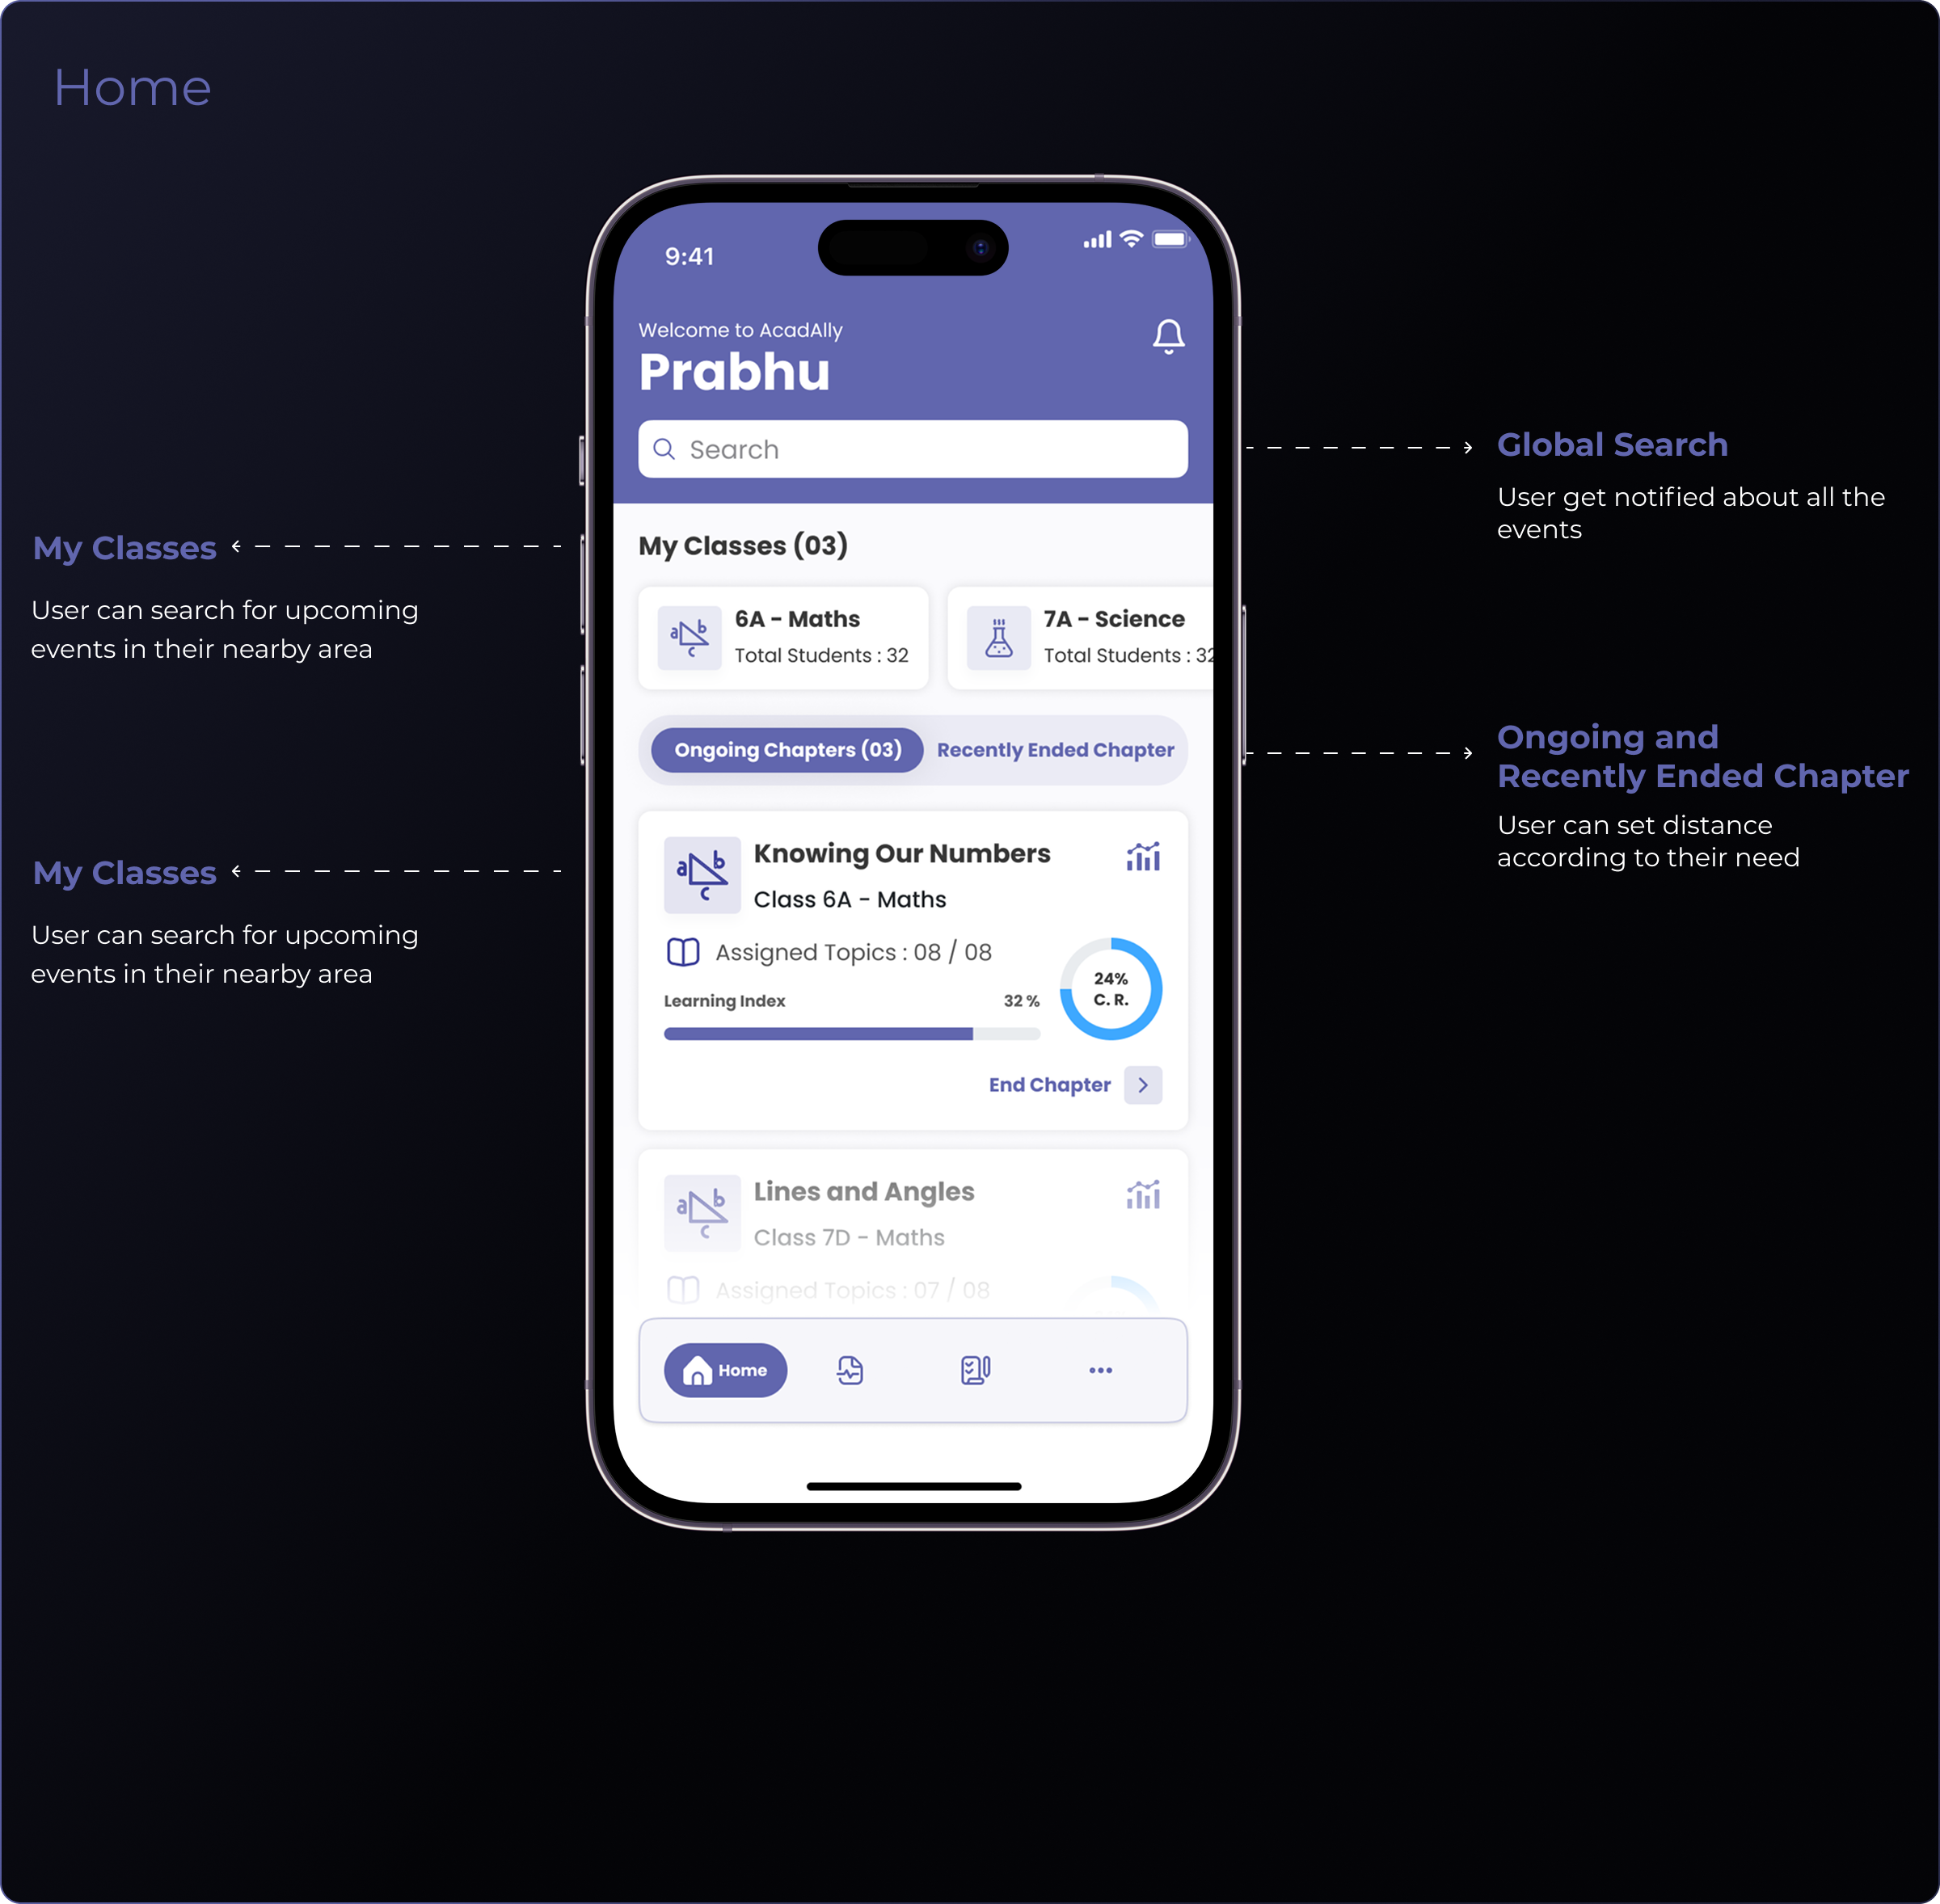 Home
9:41
Welcome to AcadAlly
Prabhu
Search
My Classes (03)
6A - Maths
Total Students : 32
7A - Science
Total Students : 32
Ongoing Chapters (03)
Recently Ended Chapter
a b c
Knowing Our Numbers
Class 6A - Maths
Assigned Topics : 08 / 08
Learning Index
32 %
24%
C. R.
End Chapter
a b c
Lines and Angles
Class 7D - Maths
Assigned Topics : 07 / 08
Home
My Classes
User can search for upcoming
events in their nearby area
My Classes
User can search for upcoming
events in their nearby area
Global Search
User get notified about all the
events
Ongoing and
Recently Ended Chapter
User can set distance
according to their need